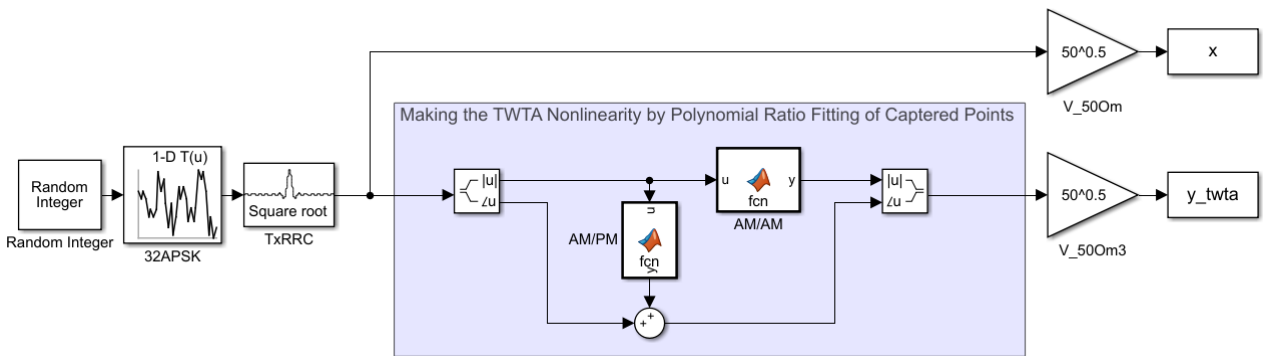 50^0.5
x
V_50Om
Making the TWTA Nonlinearity by Polynomial Ratio Fitting of Captered Points
1-D T(u)
Random
Integer
Square root
|u|
∠u
u
fcn
y
u
fcn
y
|u|
∠u
50^0.5
y_twta
Random Integer
32APSK
TxRRC
AM/PM
AM/AM
V_50Om3
+
+